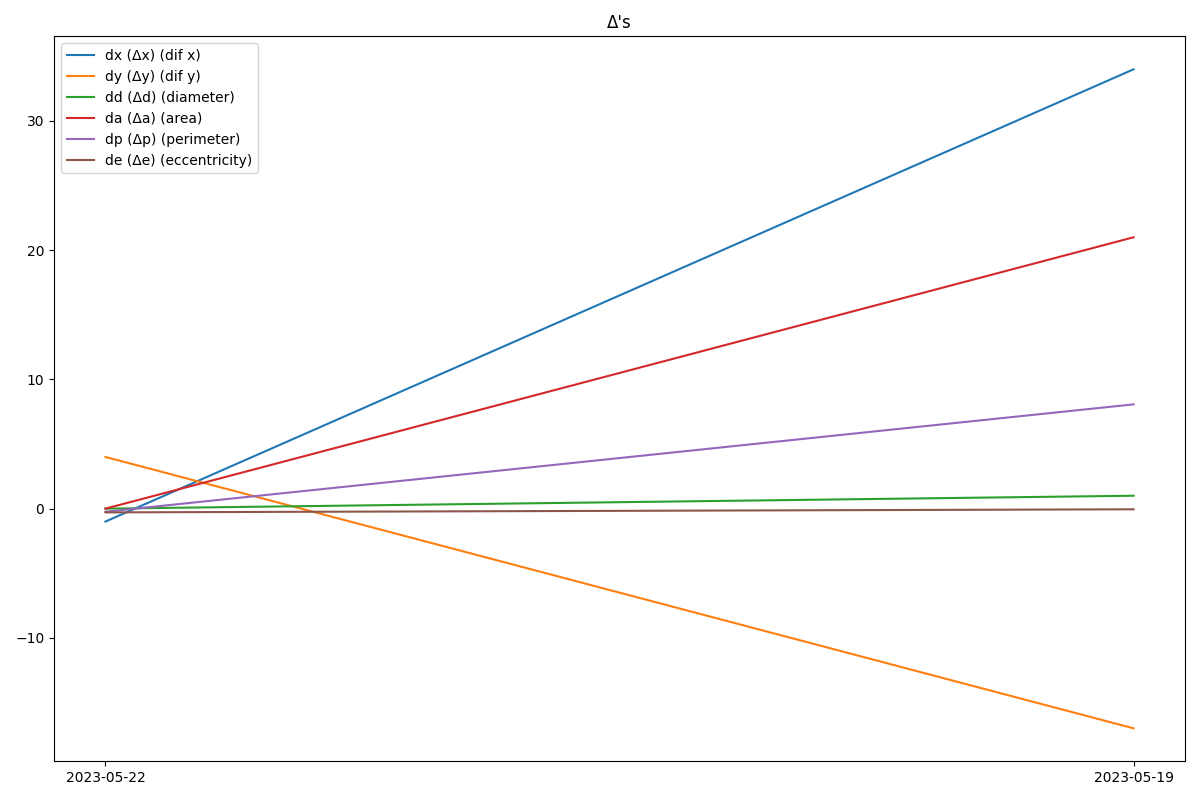 Δ's
dx (Δx) (dif x)
dy (Δy) (dif y)
dd (Δd) (diameter)
da (Δa) (area)
dp (Δp) (perimeter)
de (Δe) (eccentricity)
30
20
10
0
−10
2023-05-22
2023-05-19